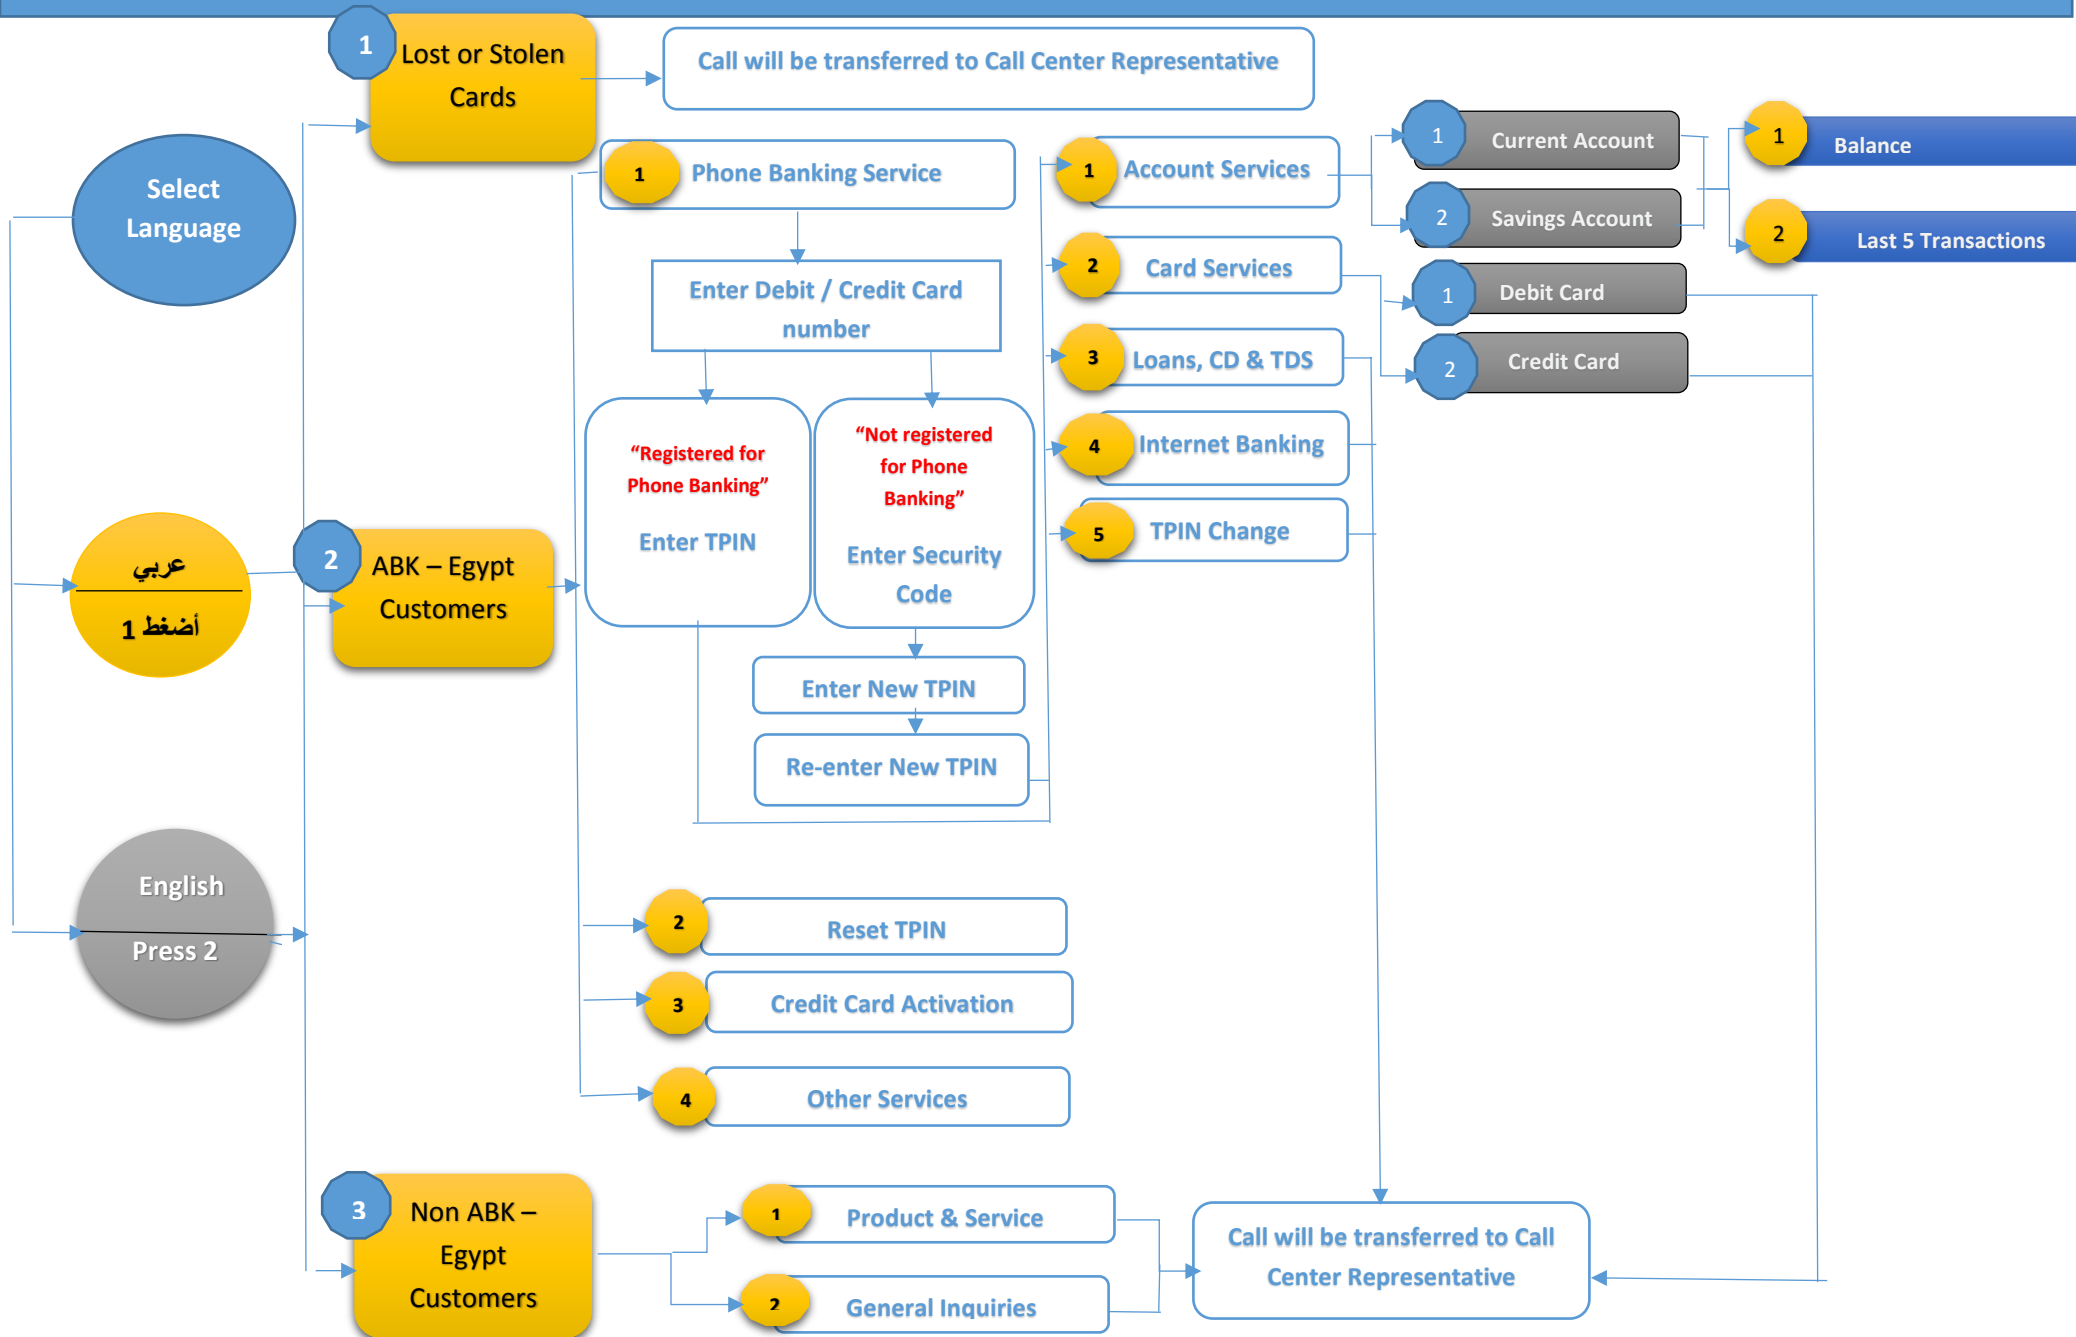 1
Lost or Stolen
Cards
Call will be transferred to Call Center Representative
Select
Language
عربي
أضغط 1
English
Press 2
2
ABK – Egypt
Customers
1
Phone Banking Service
Enter Debit / Credit Card
number
“Registered for
Phone Banking”
Enter TPIN
“Not registered
for Phone
Banking”
Enter Security
Code
Enter New TPIN
Re-enter New TPIN
1
Account Services
2
Card Services
3
Loans, CD & TDS
4
Internet Banking
5
TPIN Change
1
Current Account
2
Savings Account
1
Debit Card
2
Credit Card
1
Balance
2
Last 5 Transactions
2
Reset TPIN
3
Credit Card Activation
4
Other Services
3
Non ABK –
Egypt
Customers
1
Product & Service
2
General Inquiries
Call will be transferred to Call
Center Representative